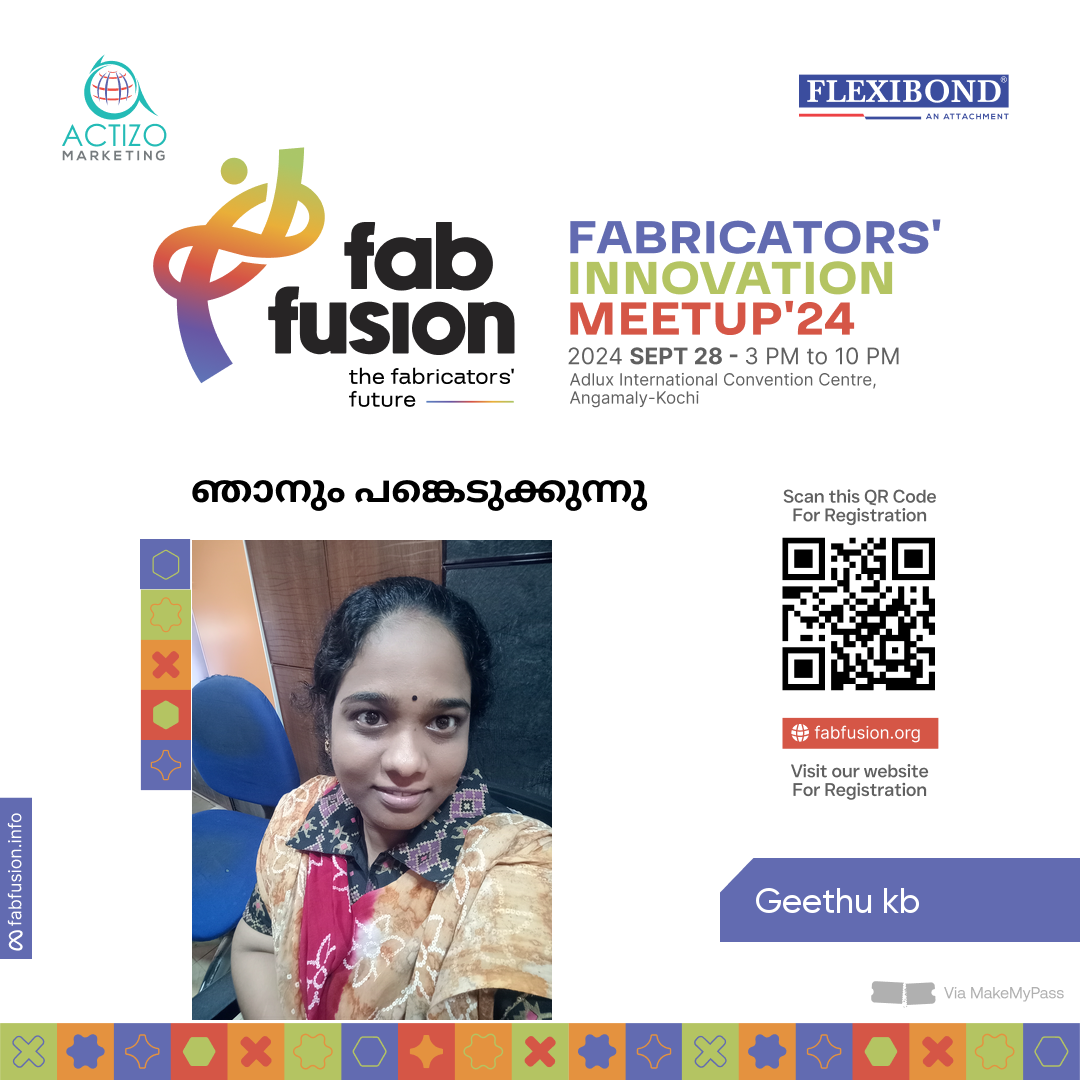 ACTIZO
MARKETING
FLEXIBOND®
AN ATTACHMENT
fab
fusion
the fabricators'
future
FABRICATORS'
INNOVATION
MEETUP'24
2024 SEPT 28 - 3 PM to 10 PM
Adlux International Convention Centre,
Angamaly-Kochi
ഞാനും പങ്കെടുക്കുന്നു
Scan this QR Code
For Registration
fabfusion.org
Visit our website
For Registration
fabfusion.info
Geethu kb
Via MakeMyPass